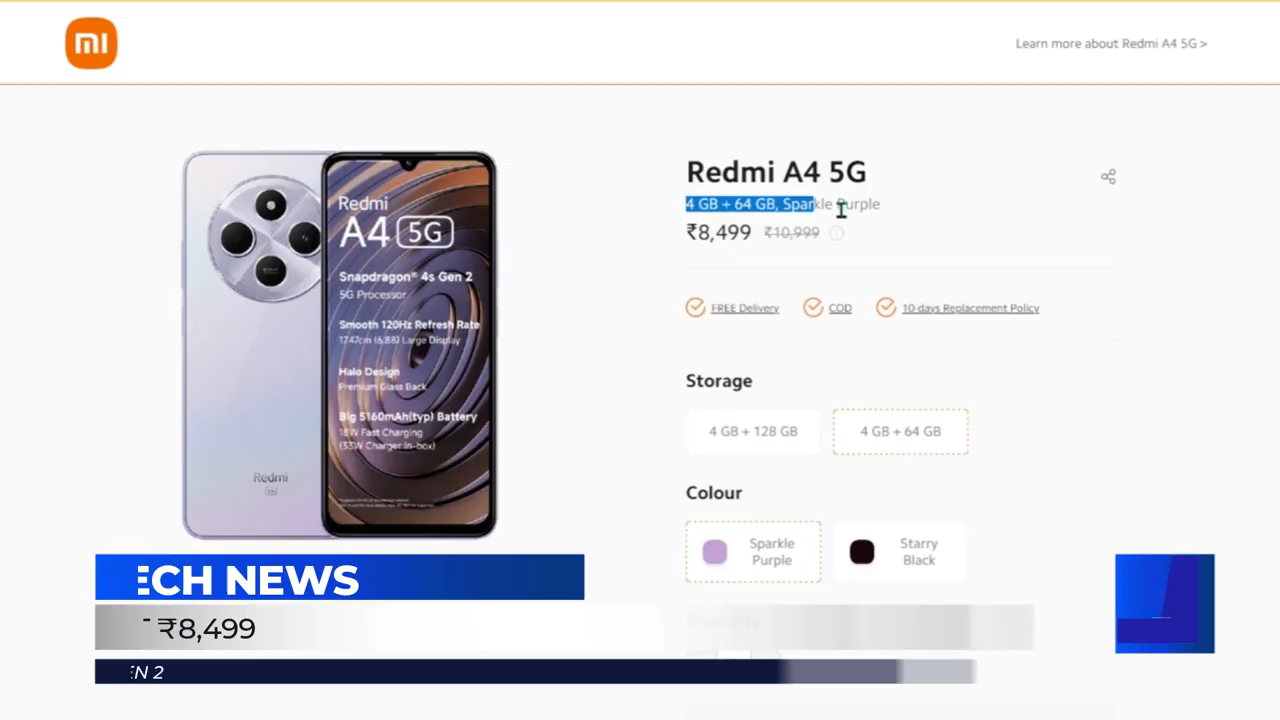 mi
Learn more about Redmi A4 5G >
Redmi A4 5G
4 GB + 64 GB, Sparkle Purple
₹8,499 ₹10,999
FREE Delivery COD 10-days Replacement Policy
Storage
4 GB + 128 GB 4 GB + 64 GB
Colour
Sparkle Purple
Starry Black
Redmi
A4 5G
Snapdragon® 4s Gen 2
5G Processor
Smooth 120Hz Refresh Rate
17.47cm (6.88) Large Display
Halo Design
Premium Glass Back
Big 5160mAh(typ) Battery
18W Fast Charging
(33W Charger In-box)
Redmi
ECH NEWS
₹8,499
EN 2